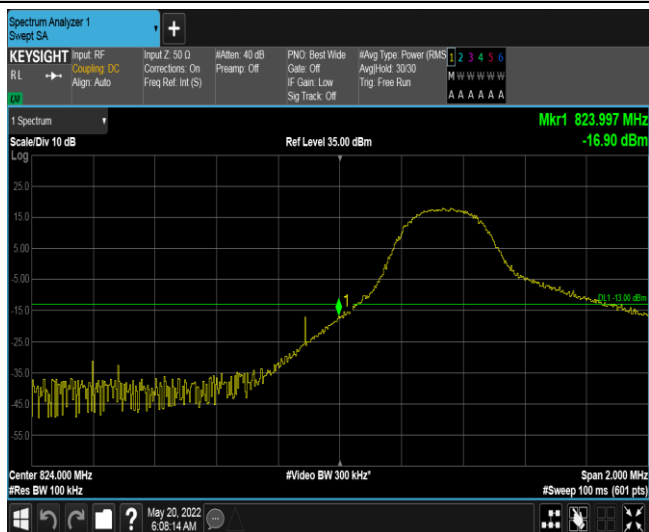 Spectrum Analyzer 1
Swept SA
+
KEYSIGHT Input: RF Input Z: 50 Ω #Atten: 40 dB PNO: Best Wide #Avg Type: Power (RMS 1 2 3 4 5 6
RL Coupling: DC Corrections: On Preamp: Off Gate: Off Avg|Hold: 30/30 M W W W W W
Align: Auto Freq Ref: Int (S) IF Gain: Low Trig: Free Run
Sig Track: Off A A A A A A
1 Spectrum Mkr1 823.997 MHz
Scale/Div 10 dB Ref Level 35.00 dBm -16.90 dBm
Log
25.0
15.0
5.00
-5.00
1
DL1 -13.00 dBm
-15.0
-25.0
-35.0
-45.0
-55.0
Center 824.000 MHz #Video BW 300 kHz* Span 2.000 MHz
#Res BW 100 kHz #Sweep 100 ms (601 pts)
? May 20, 2022
6:08:14 AM